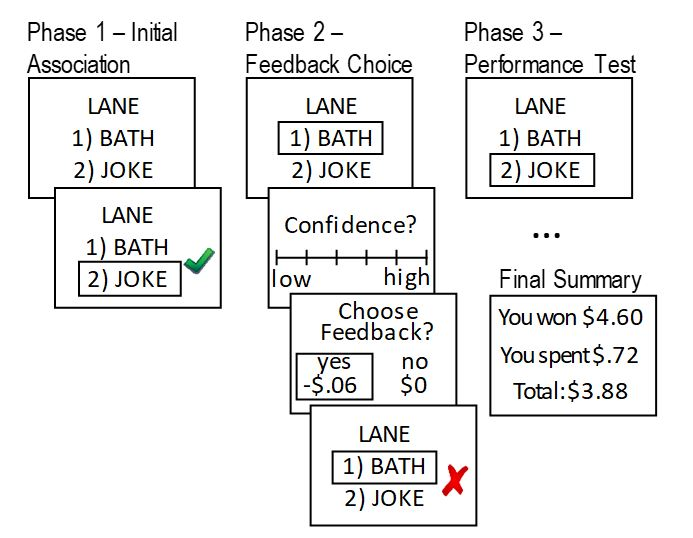 Phase 1 – Initial
Association
LANE
1) BATH
2) JOKE
LANE
1) BATH
2) JOKE
Phase 2 –
Feedback Choice
LANE
1) BATH
2) JOKE
Confidence?
low high
Choose
Feedback?
yes no
-$.06 $0
LANE
1) BATH
2) JOKE
Phase 3 –
Performance Test
LANE
1) BATH
2) JOKE
...
Final Summary
You won $4.60
You spent $.72
Total: $3.88